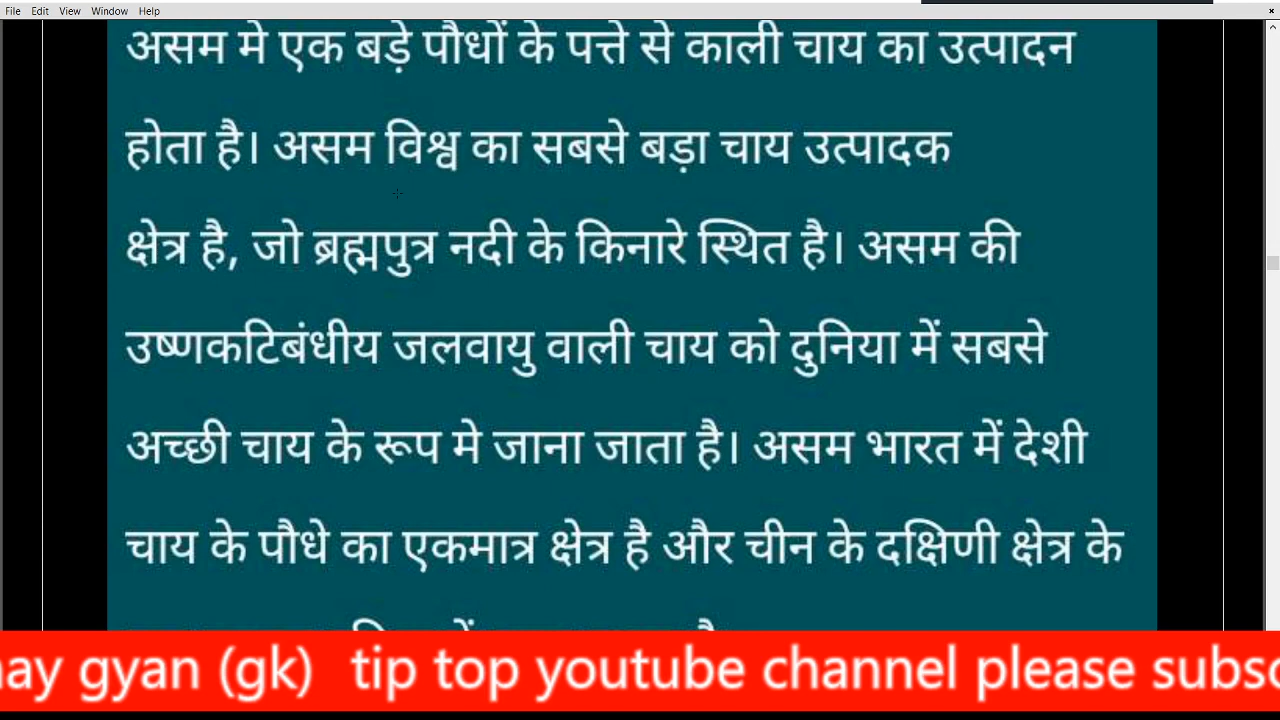 File Edit View Window Help
असम मे एक बड़े पौधों के पत्ते से काली चाय का उत्पादन
होता है। असम विश्व का सबसे बड़ा चाय उत्पादक
क्षेत्र है, जो ब्रह्मपुत्र नदी के किनारे स्थित है। असम की
उष्णकटिबंधीय जलवायु वाली चाय को दुनिया में सबसे
अच्छी चाय के रूप मे जाना जाता है। असम भारत में देशी
चाय के पौधे का एकमात्र क्षेत्र है और चीन के दक्षिणी क्षेत्र के
nay gyan (gk) tip top youtube channel please subsc